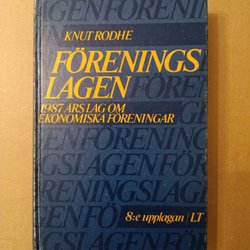 KNUT RODHE
FÖRENINGS
LAGEN
1987 ÅRS LAG OM
EKONOMISKA FÖRENINGAR
8:e upplagan | LT